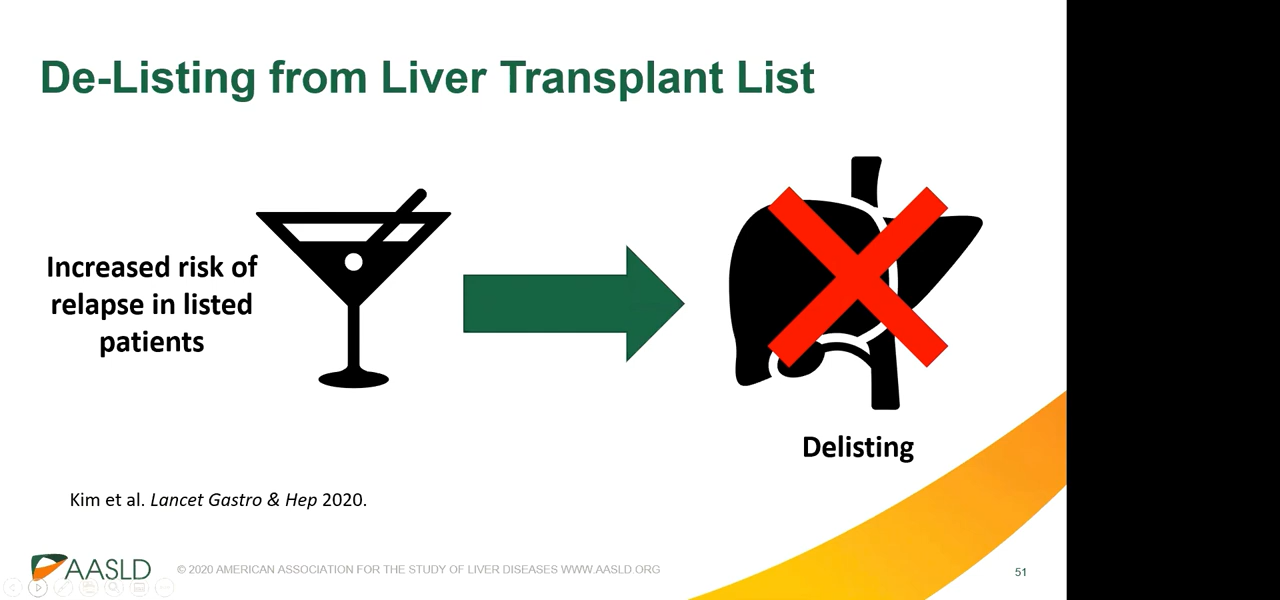 De-Listing from Liver Transplant List
Increased risk of
relapse in listed
patients
Delisting
Kim et al. Lancet Gastro & Hep 2020.
AASLD
© 2020 AMERICAN ASSOCIATION FOR THE STUDY OF LIVER DISEASES WWW.AASLD.ORG
51